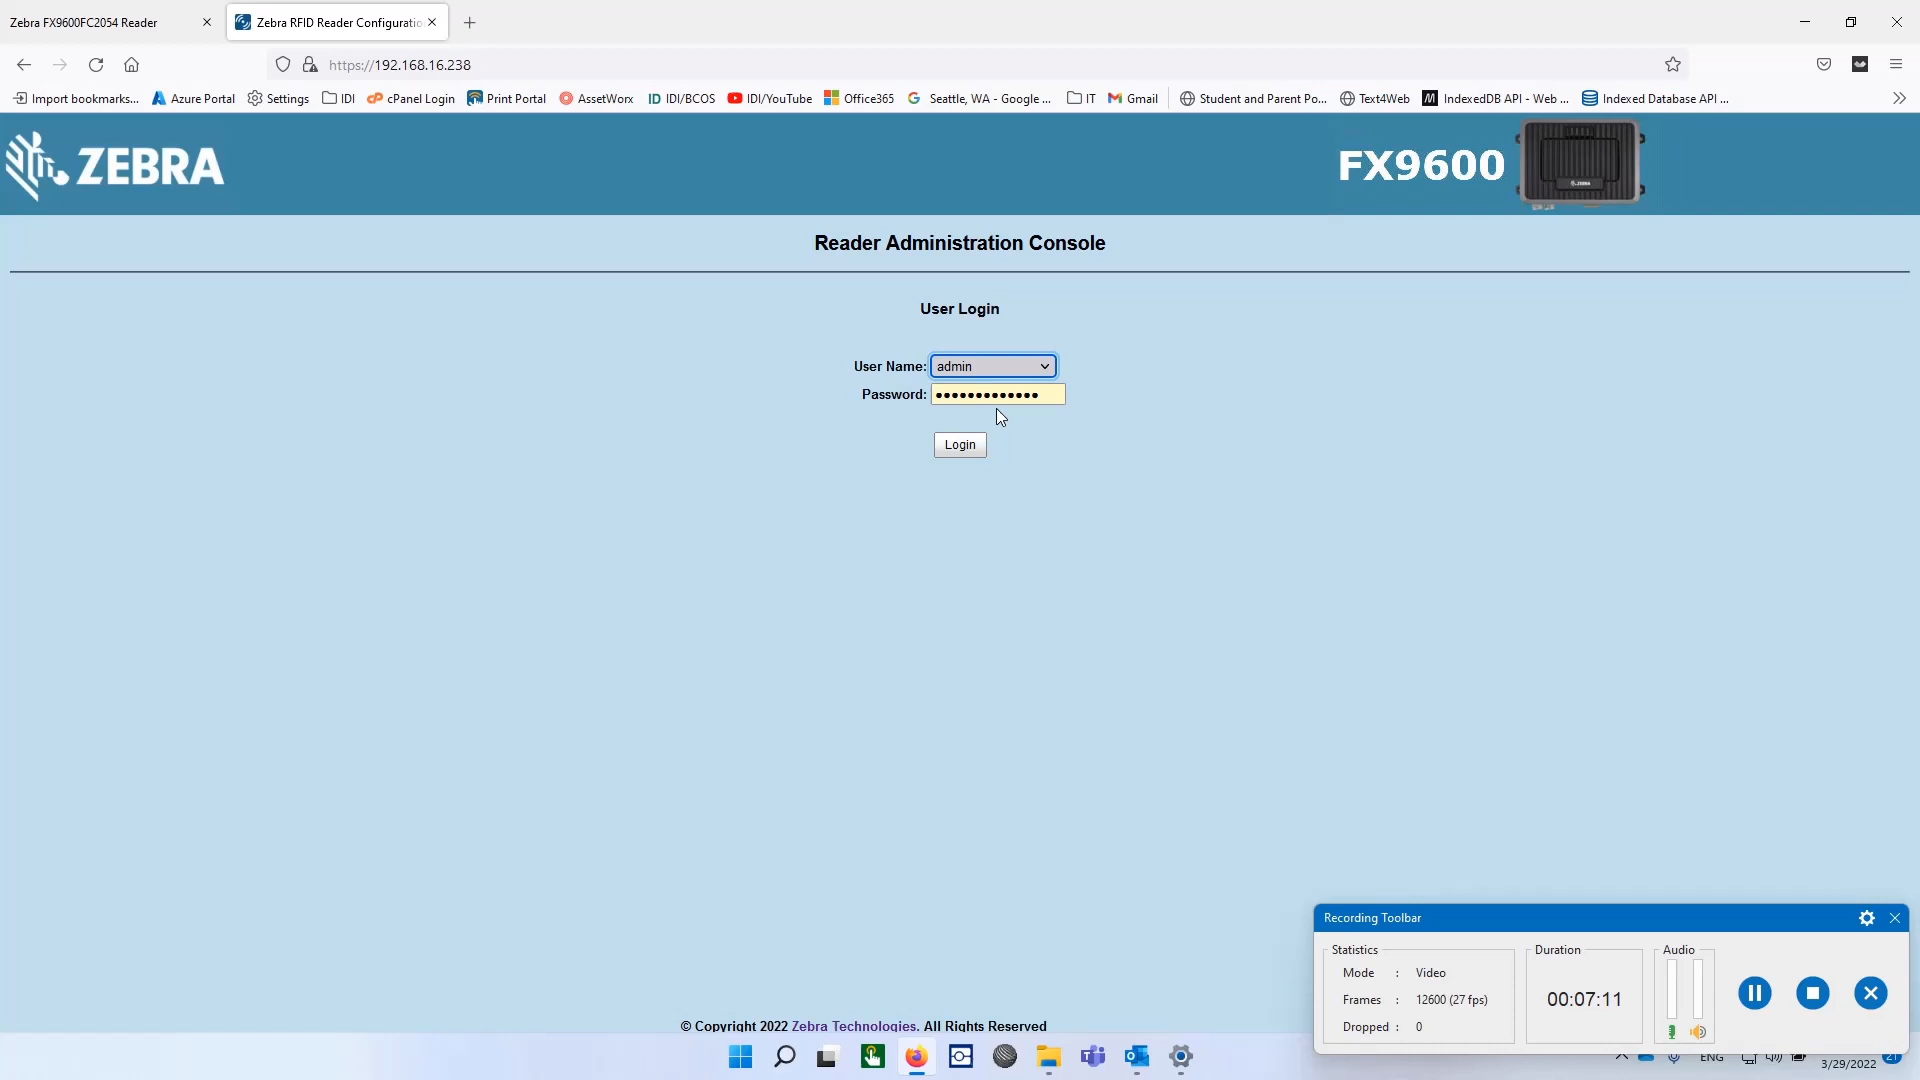 Zebra FX9600FC2054 Reader
Zebra RFID Reader Configuratio
https://192.168.16.238
Import bookmarks...
Azure Portal
Settings
IDI
cPanel Login
Print Portal
AssetWorx
IDI/BCOS
IDI/YouTube
Office365
Seattle, WA - Google ...
IT
Gmail
Student and Parent Po...
Text4Web
IndexedDB API - Web ...
Indexed Database API ...
ZEBRA
FX9600
Reader Administration Console
User Login
User Name: admin
Password: •••••••••••••
Login
© Copyright 2022 Zebra Technologies. All Rights Reserved
Recording Toolbar
Statistics
Mode : Video
Frames : 12600 (27 fps)
Dropped : 0
Duration
00:07:11
Audio
ENG
3/29/2022
21